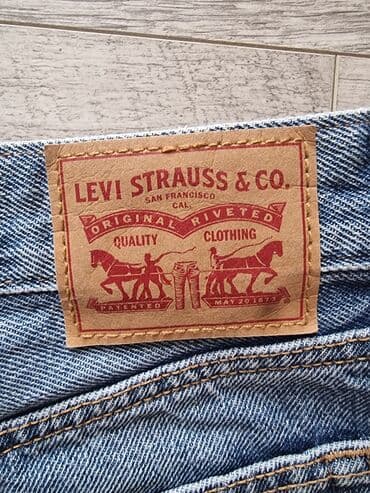 LEVI STRAUSS & CO.
SAN FRANCISCO
CAL.
ORIGINAL RIVETED
QUALITY CLOTHING
PATENTED MAY 20 1873